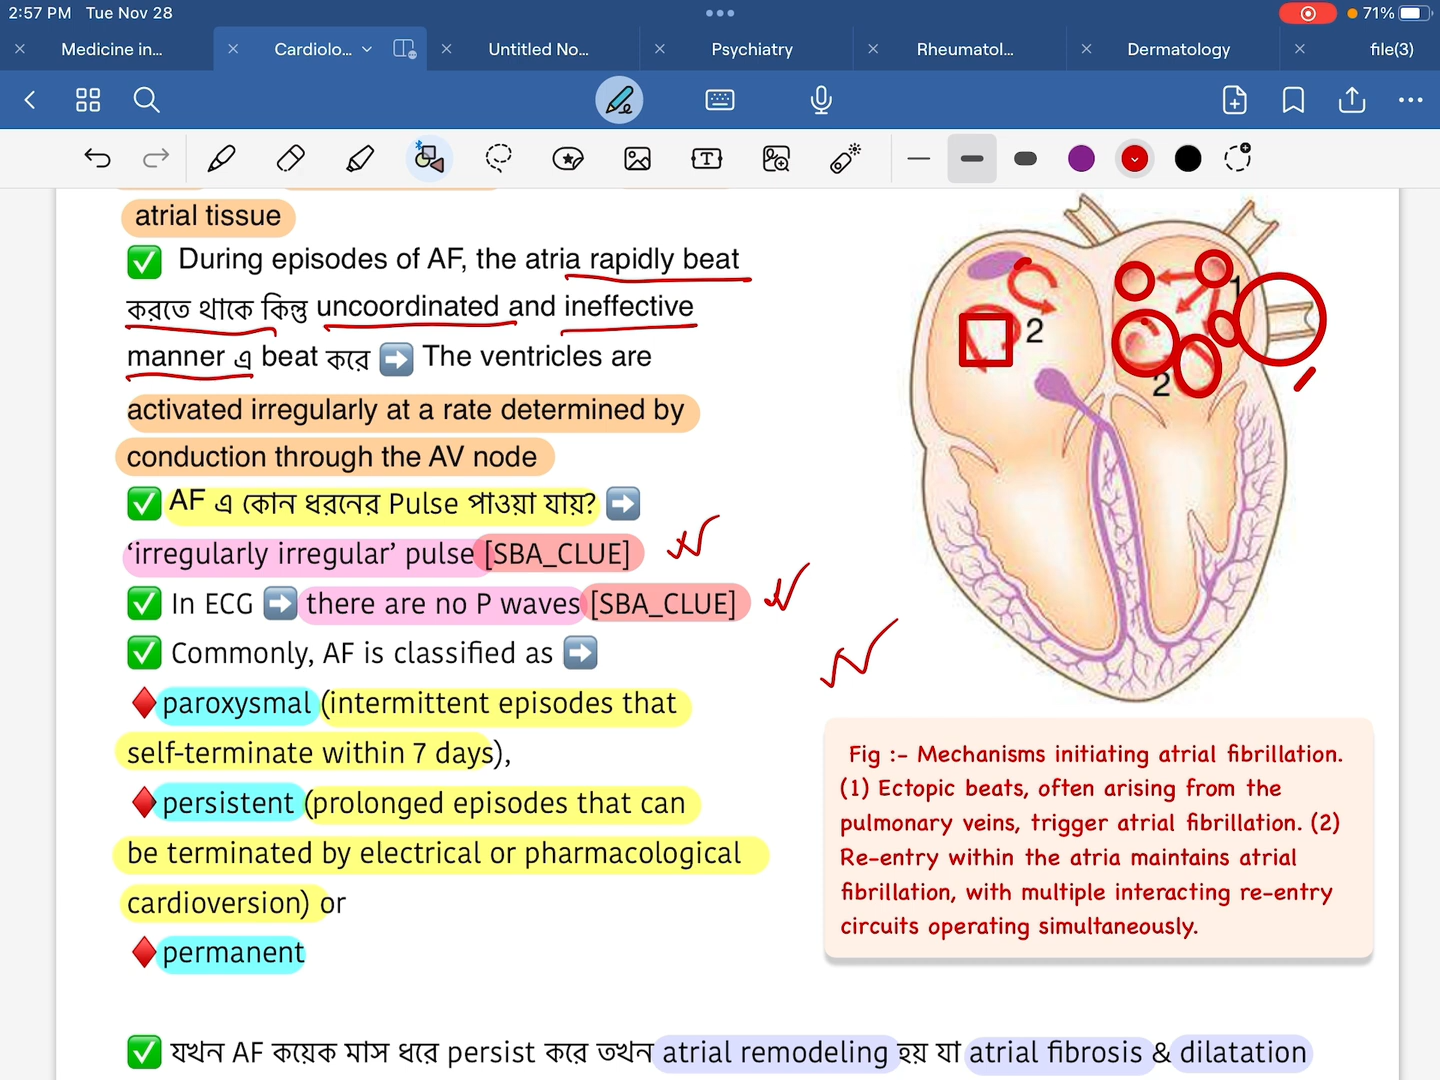 2:57 PM Tue Nov 28
71%
Medicine in...
Cardiolo...
Untitled No...
Psychiatry
Rheumatol...
Dermatology
file(3)
atrial tissue
During episodes of AF, the atria rapidly beat
করতে থাকে কিন্তু uncoordinated and ineffective
manner এ beat করে ➡ The ventricles are
activated irregularly at a rate determined by
conduction through the AV node
AF এ কোন ধরনের Pulse পাওয়া যায়? ➡
‘irregularly irregular’ pulse [SBA_CLUE]
In ECG ➡ there are no P waves [SBA_CLUE]
Commonly, AF is classified as ➡
paroxysmal (intermittent episodes that
self-terminate within 7 days),
persistent (prolonged episodes that can
be terminated by electrical or pharmacological
cardioversion) or
permanent
1
2
2
Fig :- Mechanisms initiating atrial fibrillation.
(1) Ectopic beats, often arising from the
pulmonary veins, trigger atrial fibrillation. (2)
Re-entry within the atria maintains atrial
fibrillation, with multiple interacting re-entry
circuits operating simultaneously.
যখন AF কয়েক মাস ধরে persist করে তখন atrial remodeling হয় যা atrial fibrosis & dilatation